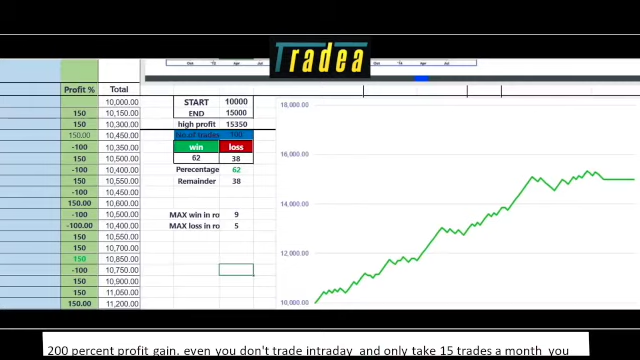 Tradea
Profit % Total
10,000.00
150 10,150.00
150 10,300.00
150.00 10,450.00
-100 10,350.00
150 10,500.00
-100 10,400.00
150 10,550.00
-100 10,450.00
150.00 10,600.00
-100 10,500.00
-100.00 10,400.00
150 10,550.00
150 10,700.00
150 10,850.00
-100 10,750.00
150 10,900.00
150 11,050.00
150.00 11,200.00
START 10000
END 15000
high profit 15350
no.of trades 100
win loss
62 38
Perecentage 62
Remainder 38
MAX win in ro 9
MAX loss in ro 5
18,000.00
16,000.00
14,000.00
12,000.00
10,000.00
200 percent profit gain. even you don't trade intraday and only take 15 trades a month you